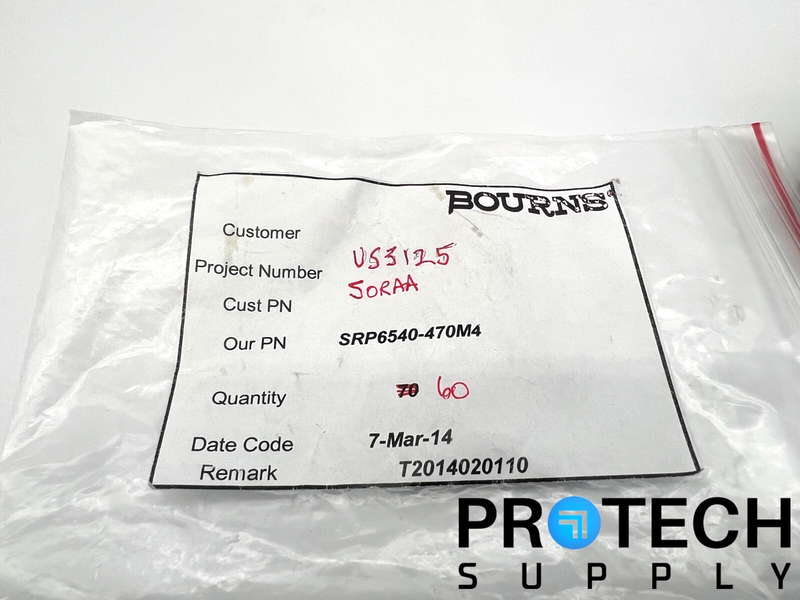 BOURNS®
Customer
Project Number US3125
Cust PN SORAA
Our PN SRP6540-470M4
Quantity 70 60
Date Code 7-Mar-14
Remark T2014020110
PROTECH
SUPPLY